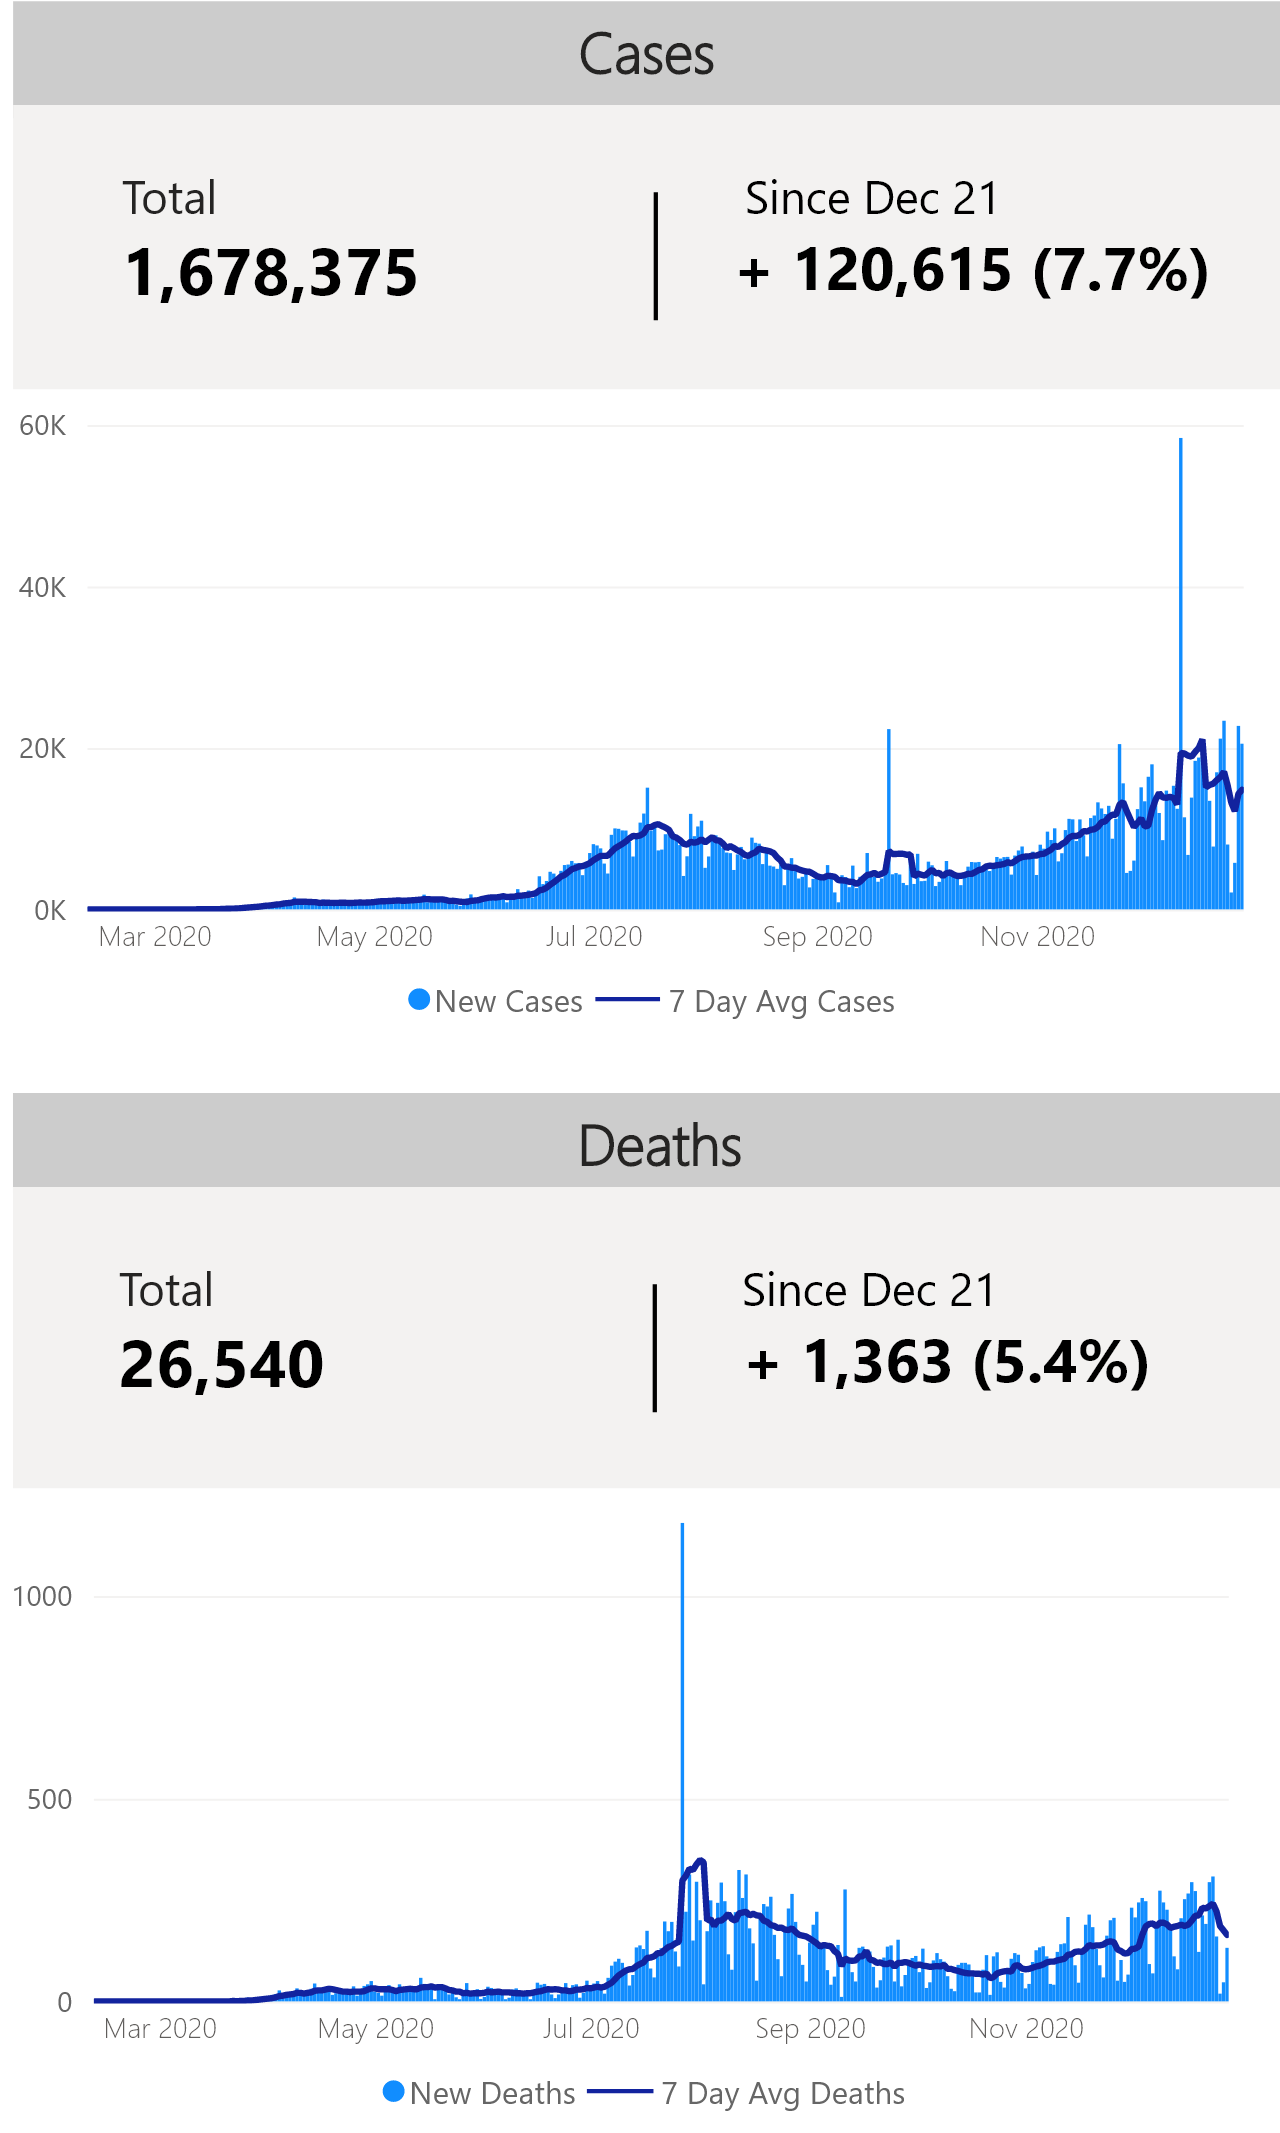 Cases
Total
Since Dec 21
1,678,375
+ 120,615 (7.7%)
60K
40K
20K
0K
Mar 2020 May 2020 Jul 2020 Sep 2020 Nov 2020
New Cases 7 Day Avg Cases
Deaths
Total
Since Dec 21
26,540
+ 1,363 (5.4%)
1000
500
0
Mar 2020 May 2020 Jul 2020 Sep 2020 Nov 2020
New Deaths 7 Day Avg Deaths